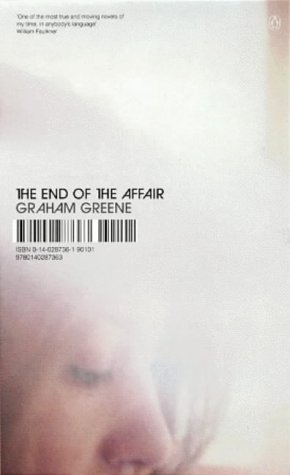 'One of the most true and moving novels of
my time, in anybody's language'
William Faulkner
THE END OF THE AFFAIR
GRAHAM GREENE
ISBN 0-14-028736-1 90101
9780140287363